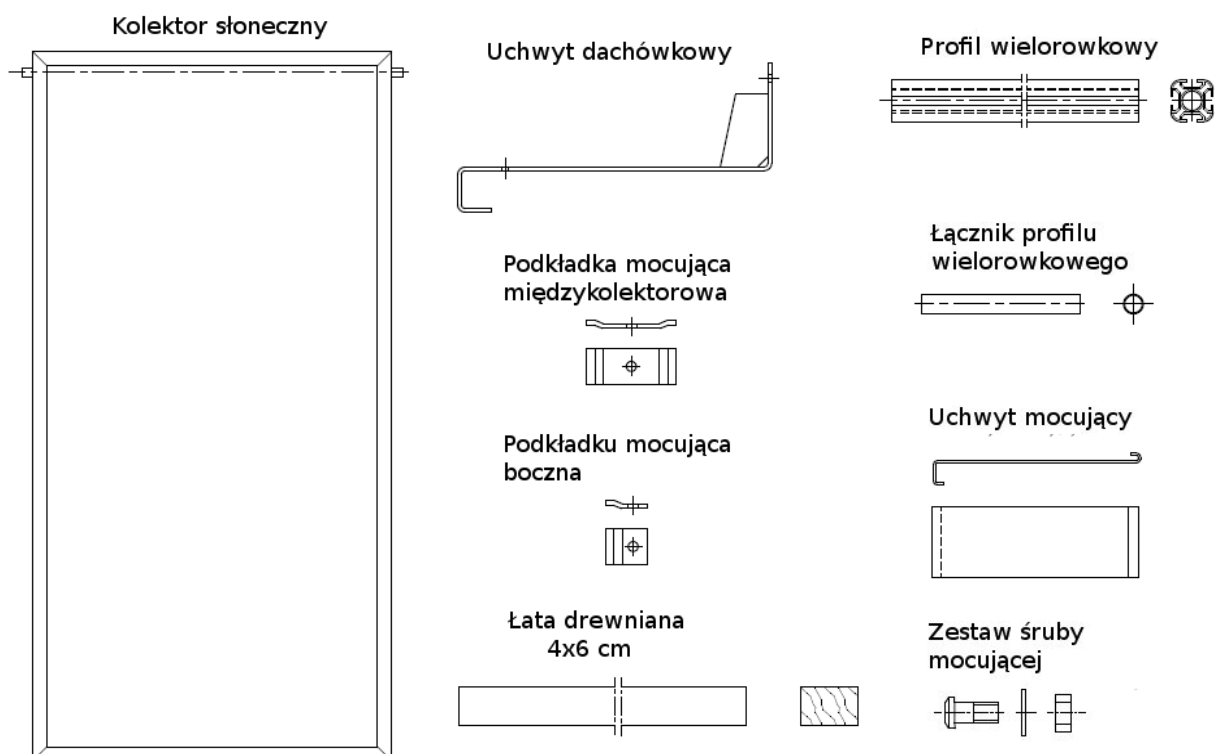 Kolektor słoneczny
Uchwyt dachówkowy
Profil wielorowkowy
Podkładka mocująca
międzykolektorowa
Łącznik profilu
wielorowkowego
Podkładku mocująca
boczna
Uchwyt mocujący
Łata drewniana
4x6 cm
Zestaw śruby
mocującej